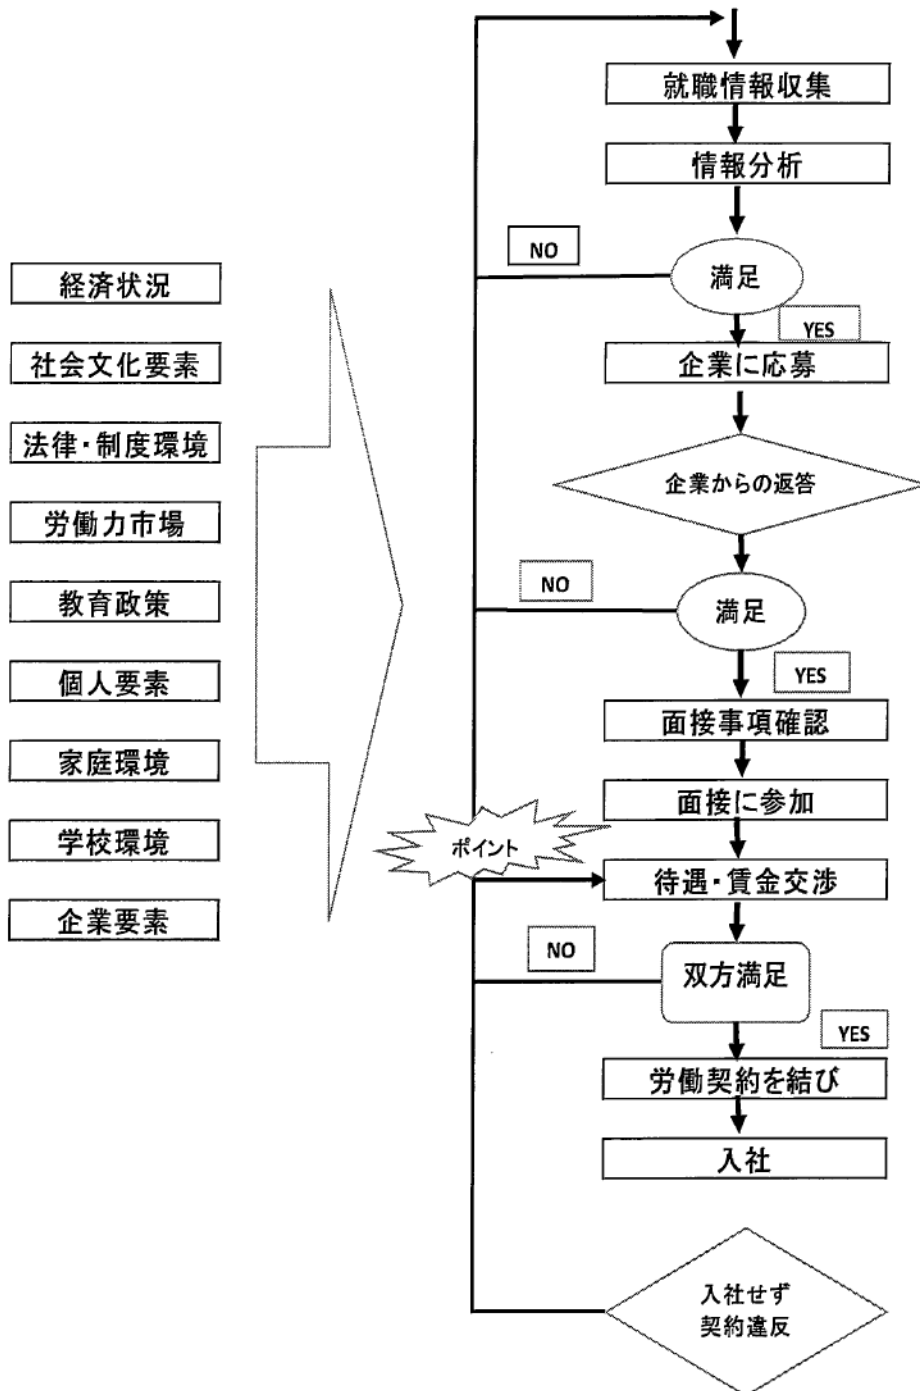 経済状況
社会文化要素
法律・制度環境
労働力市場
教育政策
個人要素
家庭環境
学校環境
企業要素
就職情報収集
情報分析
NO
満足
YES
企業に応募
企業からの返答
NO
満足
YES
面接事項確認
面接に参加
ポイント
待遇・賃金交渉
NO
双方満足
YES
労働契約を結び
入社
入社せず
契約違反